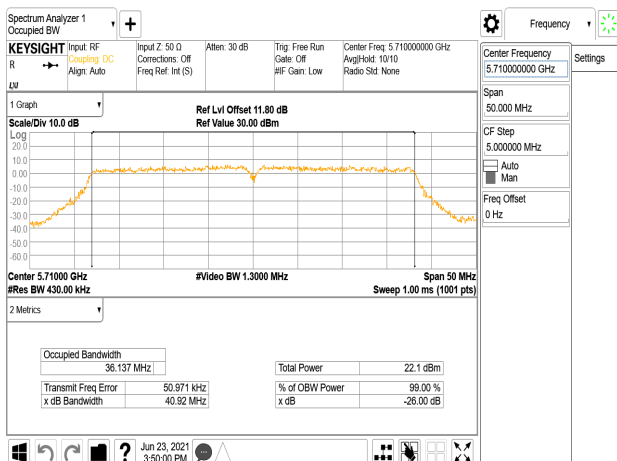 Spectrum Analyzer 1
Occupied BW
Frequency
KEYSIGHT
R
Input: RF
Coupling: DC
Align: Auto
Input Z: 50 Ω
Corrections: Off
Freq Ref: Int (S)
Atten: 30 dB
Trig: Free Run
Gate: Off
#IF Gain: Low
Center Freq: 5.710000000 GHz
Avg|Hold: 10/10
Radio Std: None
LXI
Center Frequency
5.710000000 GHz
Settings
Span
50.000 MHz
CF Step
5.000000 MHz
Auto
Man
Freq Offset
0 Hz
1 Graph
Scale/Div 10.0 dB
Ref Lvl Offset 11.80 dB
Ref Value 30.00 dBm
Log
20.0
10.0
0.00
-10.0
-20.0
-30.0
-40.0
-50.0
-60.0
Center 5.71000 GHz
#Video BW 1.3000 MHz
Span 50 MHz
#Res BW 430.00 kHz
Sweep 1.00 ms (1001 pts)
2 Metrics
Occupied Bandwidth
36.137 MHz
Total Power 22.1 dBm
Transmit Freq Error 50.971 kHz
% of OBW Power 99.00 %
x dB Bandwidth 40.92 MHz
x dB -26.00 dB
Jun 23, 2021
3:50:00 PM